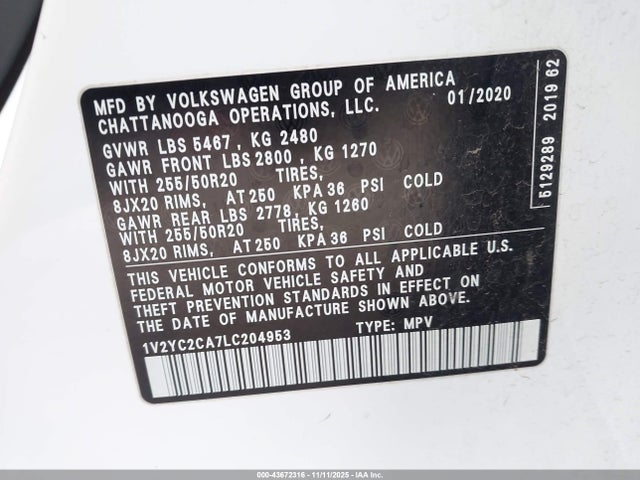 MFD BY VOLKSWAGEN GROUP OF AMERICA
CHATTANOOGA OPERATIONS, LLC. 01/2020
GVWR LBS 5467 , KG 2480
GAWR FRONT LBS 2800 , KG 1270
WITH 255/50R20 TIRES,
8JX20 RIMS, AT 250 KPA 36 PSI COLD
GAWR REAR LBS 2778, KG 1260
WITH 255/50R20 TIRES,
8JX20 RIMS, AT 250 KPA 36 PSI COLD
THIS VEHICLE CONFORMS TO ALL APPLICABLE U.S.
FEDERAL MOTOR VEHICLE SAFETY AND
THEFT PREVENTION STANDARDS IN EFFECT ON
THE DATE OF MANUFACTURE SHOWN ABOVE.
1V2YC2CA7LC204953 TYPE: MPV
5129289 2019 62
000-43672316 - 11/11/2025 - IAAI Inc.